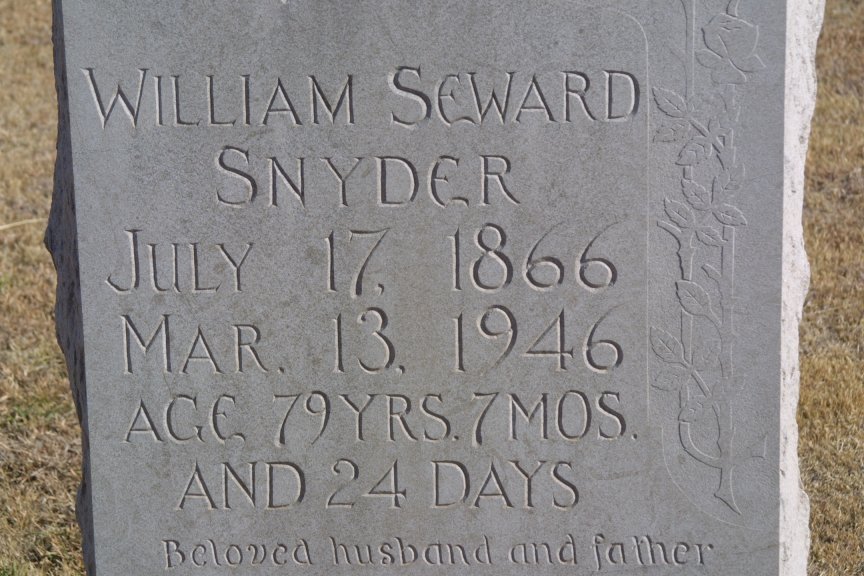 WILLIAM SEWARD
SNYDER
JULY 17, 1866
MAR. 13, 1946
AGE 79 YRS. 7 MOS.
AND 24 DAYS
Beloved husband and father